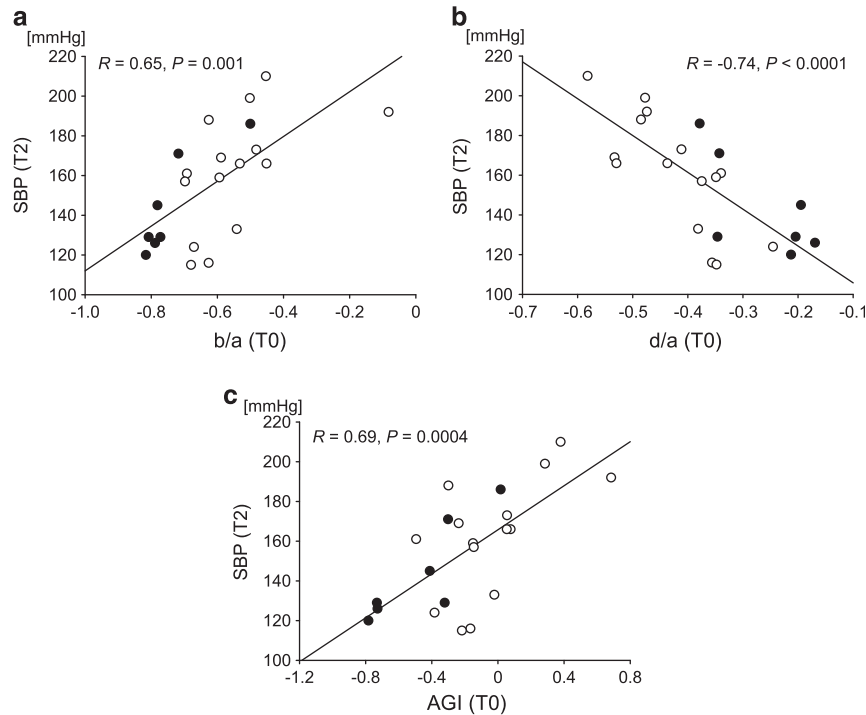 a
[mmHg]
R = 0.65, P = 0.001
220
200
180
160
140
120
100
SBP (T2)
-1.0 -0.8 -0.6 -0.4 -0.2 0
b/a (T0)
b
[mmHg]
R = -0.74, P < 0.0001
220
200
180
160
140
120
100
SBP (T2)
-0.7 -0.6 -0.5 -0.4 -0.3 -0.2 -0.1
d/a (T0)
c
[mmHg]
R = 0.69, P = 0.0004
220
200
180
160
140
120
100
SBP (T2)
-1.2 -0.8 -0.4 0 0.4 0.8
AGI (T0)